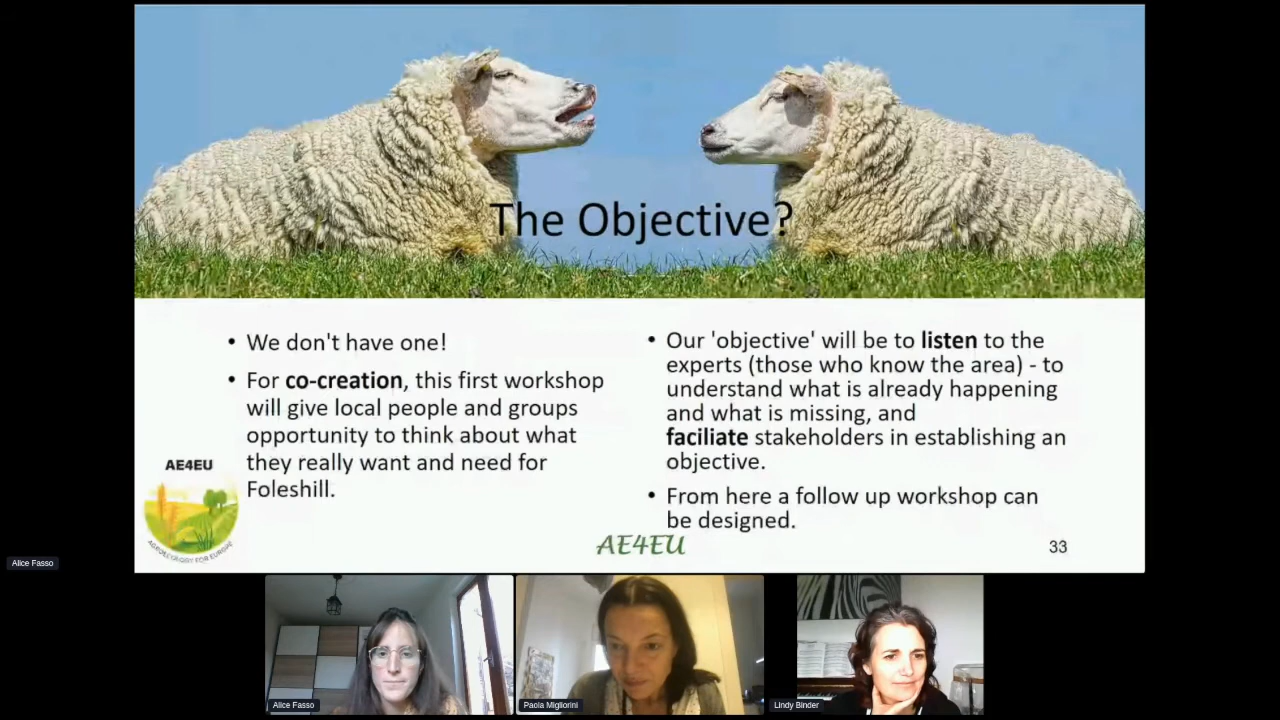 The Objective?
• We don't have one!
• For co-creation, this first workshop
will give local people and groups
opportunity to think about what
they really want and need for
Foleshill.
• Our 'objective' will be to listen to the
experts (those who know the area) - to
understand what is already happening
and what is missing, and
faciliate stakeholders in establishing an
objective.
• From here a follow up workshop can
be designed.
AE4EU
AGROECOLOGY FOR EUROPE
AE4EU
33
Alice Fasso
Alice Fasso
Paola Migliorini
Lindy Binder